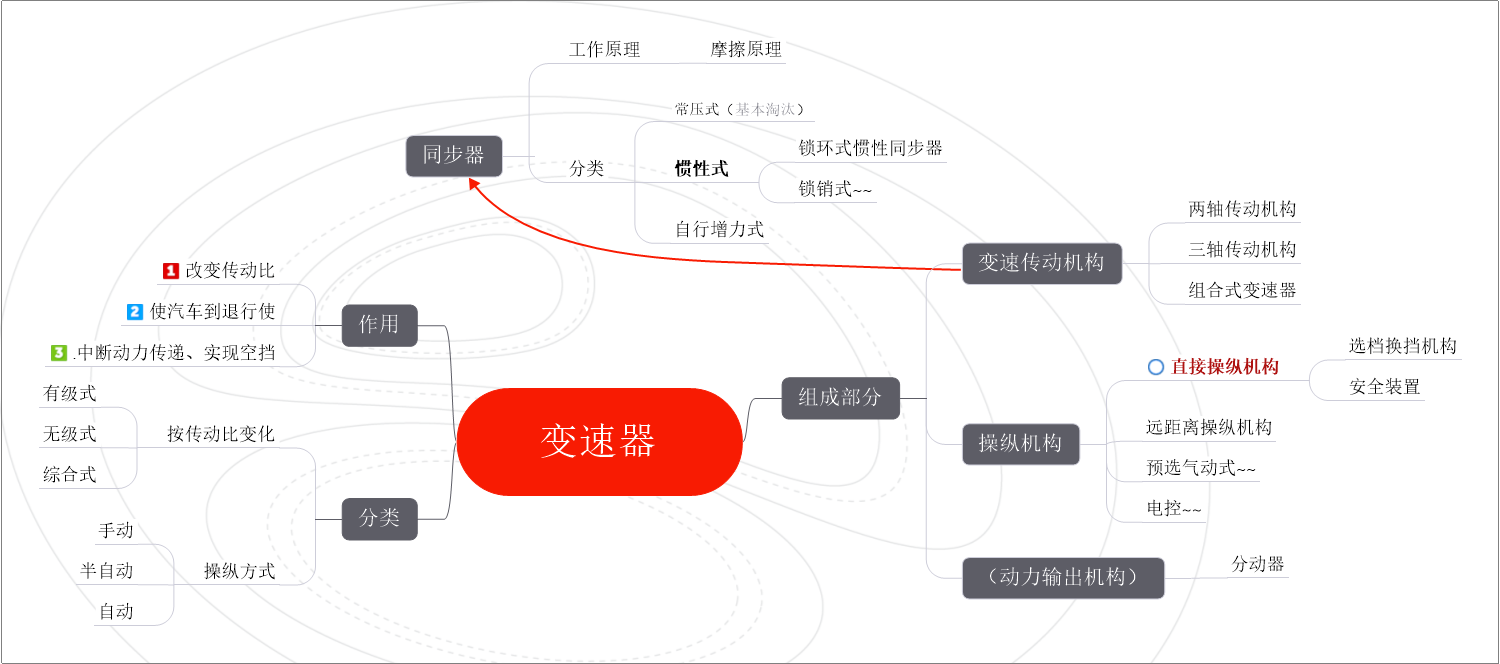 变速器
同步器
工作原理
摩擦原理
分类
常压式（基本淘汰）
惯性式
锁环式惯性同步器
锁销式~~
自行增力式
作用
1 改变传动比
2 使汽车到退行使
3 .中断动力传递、实现空挡
分类
按传动比变化
有级式
无级式
综合式
操纵方式
手动
半自动
自动
组成部分
变速传动机构
两轴传动机构
三轴传动机构
组合式变速器
操纵机构
直接操纵机构
选档换挡机构
安全装置
远距离操纵机构
预选气动式~~
电控~~
（动力输出机构）
分动器